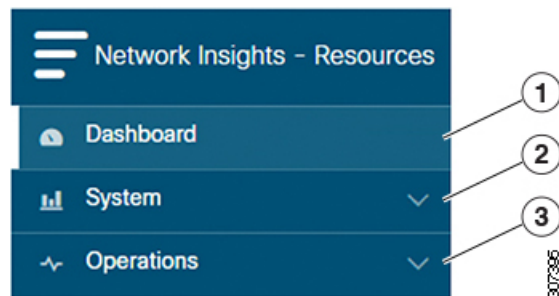 Network Insights – Resources
Dashboard
System
Operations
1
2
3
307395